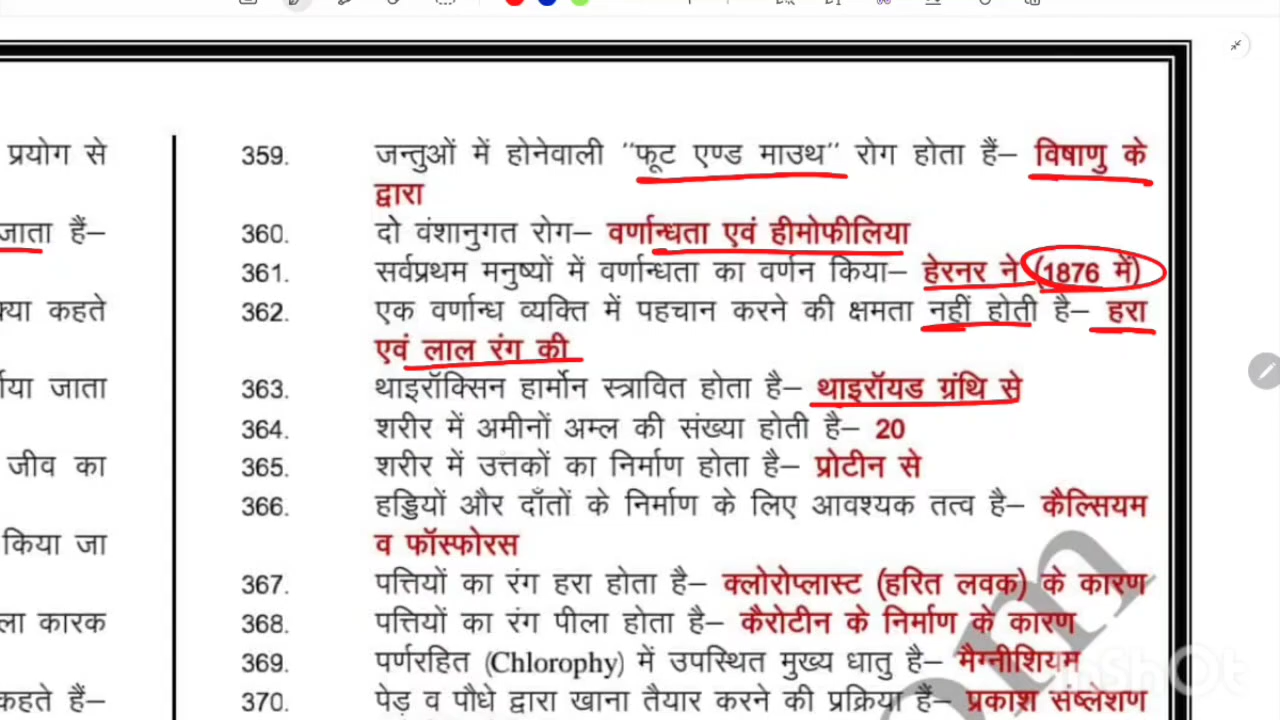 प्रयोग से
जाता हैं–
क्या कहते
जीव का
किया जा
ला कारक
कहते हैं–
359. जन्तुओं में होनेवाली "फूट एण्ड माउथ" रोग होता हैं– विषाणु के
द्वारा
360. दो वंशानुगत रोग– वर्णान्धता एवं हीमोफीलिया
361. सर्वप्रथम मनुष्यों में वर्णान्धता का वर्णन किया– हेरनर ने (1876 में)
362. एक वर्णान्ध व्यक्ति में पहचान करने की क्षमता नहीं होती है– हरा
एवं लाल रंग की
363. थाइरॉक्सिन हार्मोन स्त्रावित होता है– थाइरॉयड ग्रंथि से
364. शरीर में अमीनों अम्ल की संख्या होती है– 20
365. शरीर में उत्तकों का निर्माण होता है– प्रोटीन से
366. हड्डियों और दाँतों के निर्माण के लिए आवश्यक तत्व है– कैल्सियम
व फॉस्फोरस
367. पत्तियों का रंग हरा होता है– क्लोरोप्लास्ट (हरित लवक) के कारण
368. पत्तियों का रंग पीला होता है– कैरोटीन के निर्माण के कारण
369. पर्णरहित (Chlorophy) में उपस्थित मुख्य धातु है– मैग्नीशियम
370. पेड़ व पौधे द्वारा खाना तैयार करने की प्रक्रिया हैं– प्रकाश संष्लेशण
om
InShOt